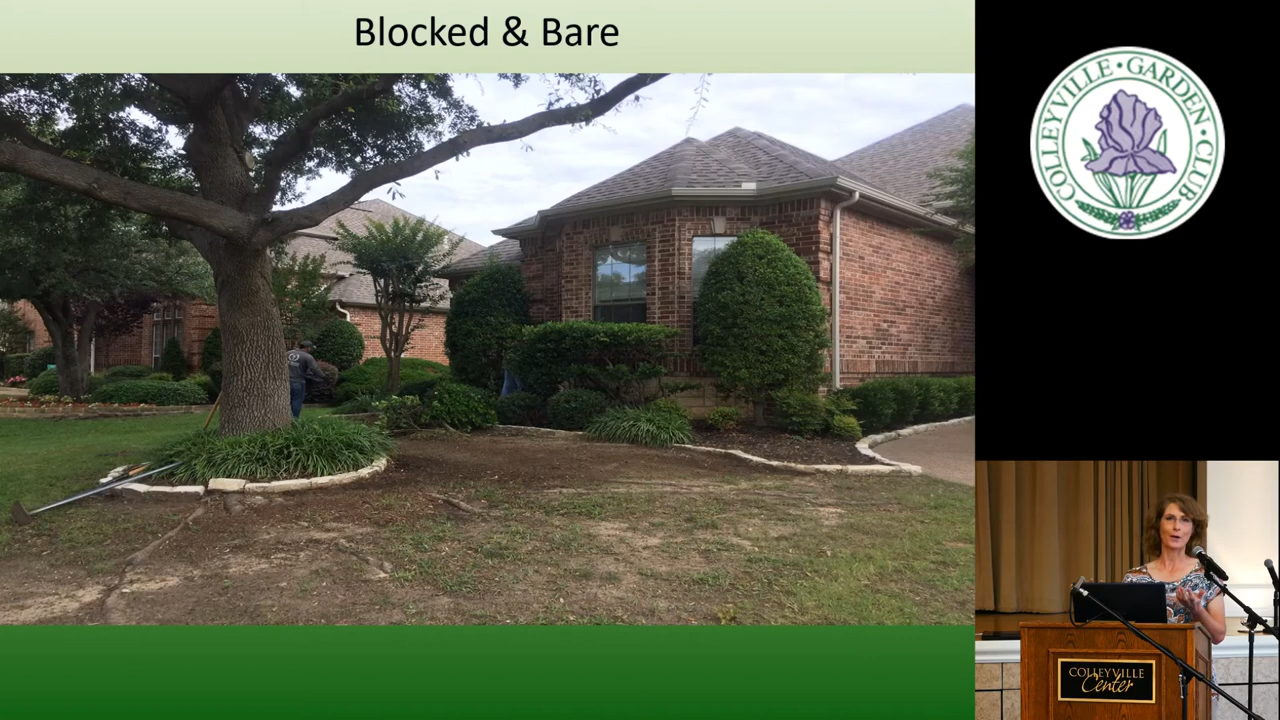 Blocked & Bare
COLLEYVILLE • GARDEN • CLUB •
COLLEYVILLE
Center